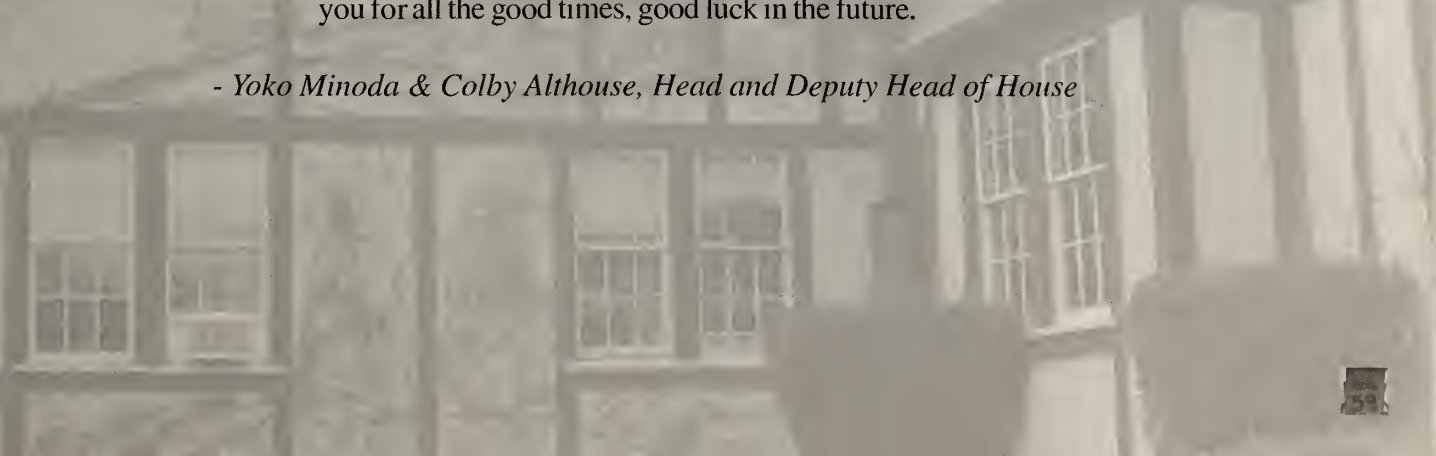 you for all the good times, good luck in the future.
- Yoko Minoda & Colby Althouse, Head and Deputy Head of House